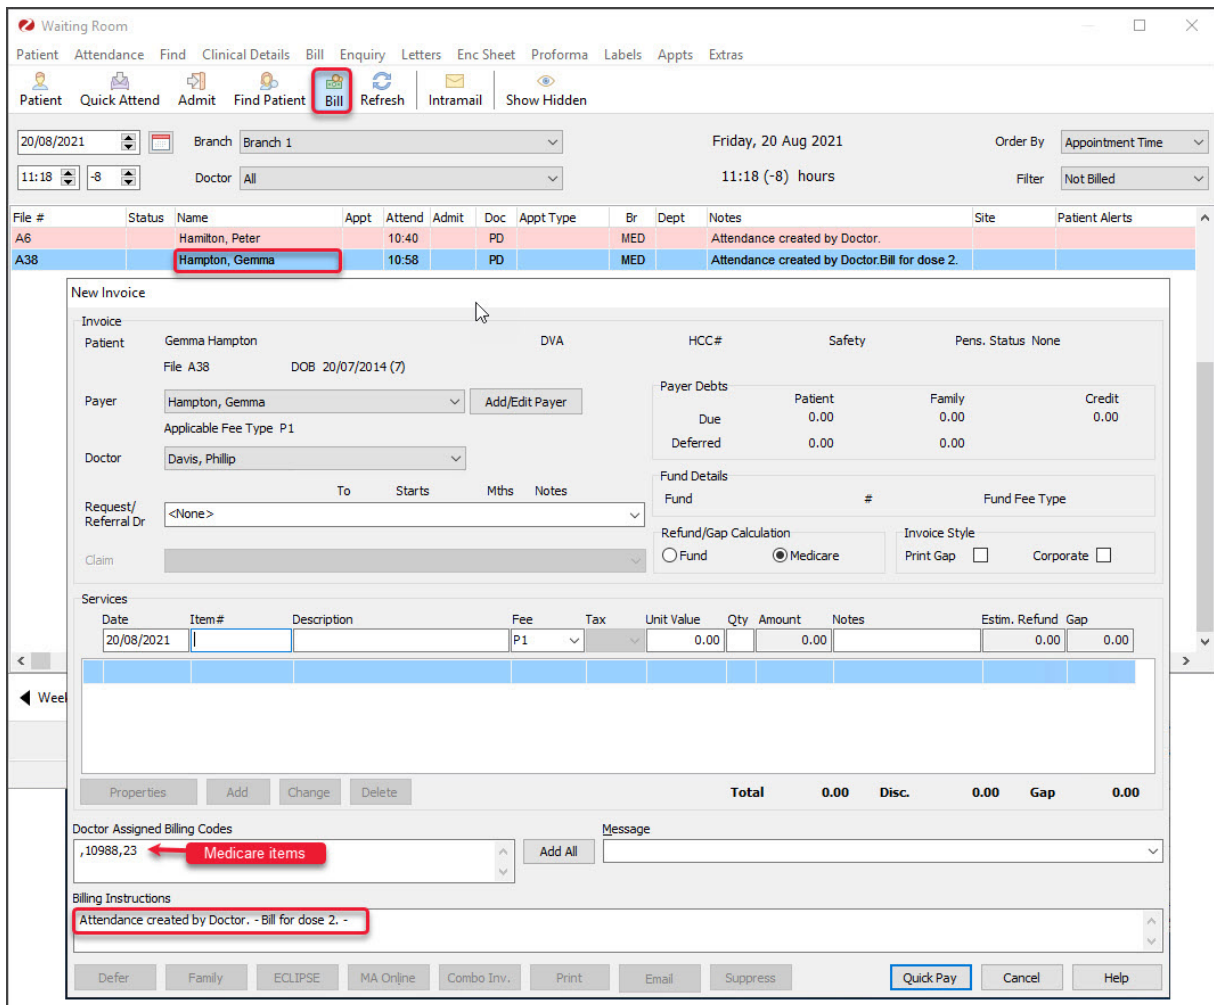 Waiting Room
Patient Attendance Find Clinical Details Bill Enquiry Letters Enc Sheet Proforma Labels Appts Extras
Patient Quick Attend Admit Find Patient Bill Refresh Intramail Show Hidden
20/08/2021 Branch Branch 1 Friday, 20 Aug 2021 Order By Appointment Time
11:18 -8 Doctor All 11:18 (-8) hours Filter Not Billed
File # Status Name Appt Attend Admit Doc Appt Type Br Dept Notes Site Patient Alerts
A6 Hamilton, Peter 10:40 PD MED Attendance created by Doctor.
A38 Hampton, Gemma 10:58 PD MED Attendance created by Doctor.Bill for dose 2.
New Invoice
Invoice
Patient Gemma Hampton DVA HCC# Safety Pens. Status None
File A38 DOB 20/07/2014 (7)
Payer Debts
Payer Hampton, Gemma Add/Edit Payer
Patient Family Credit
Due 0.00 0.00 0.00
Applicable Fee Type P1
Deferred 0.00 0.00
Doctor Davis, Phillip
Fund Details
To Starts Mths Notes
Fund # Fund Fee Type
Request/
Referral Dr <None>
Refund/Gap Calculation Invoice Style
Claim Fund Medicare Print Gap Corporate
Services
Date Item# Description Fee Tax Unit Value Qty Amount Notes Estim. Refund Gap
20/08/2021 P1 0.00 0.00 0.00 0.00
Week
Properties Add Change Delete Total 0.00 Disc. 0.00 Gap 0.00
Doctor Assigned Billing Codes Message
,10988,23 Medicare items Add All
Billing Instructions
Attendance created by Doctor. - Bill for dose 2. -
Defer Family ECLIPSE MA Online Combo Inv. Print Email Suppress Quick Pay Cancel Help